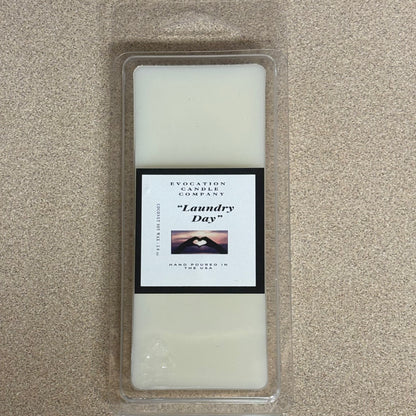 EVOCATION
CANDLE
COMPANY
“Laundry
Day”
HAND POURED IN
THE USA